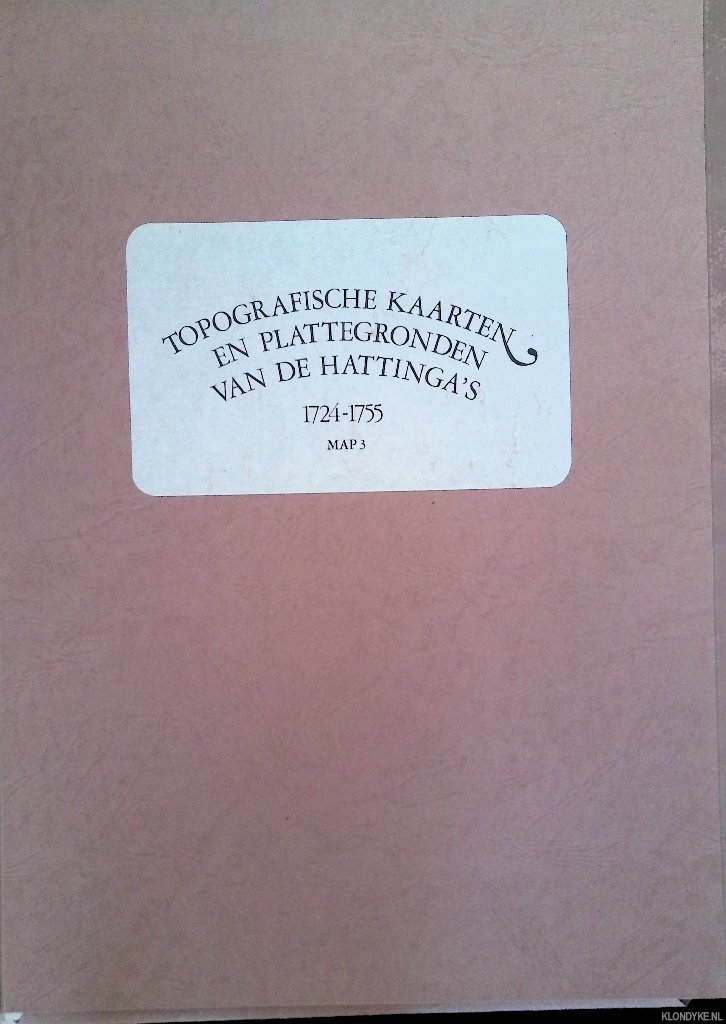 TOPOGRAFISCHE KAARTEN
EN PLATTEGRONDEN
VAN DE HATTINGA'S
1724-1755
MAP 3
KLONDYKE.NL